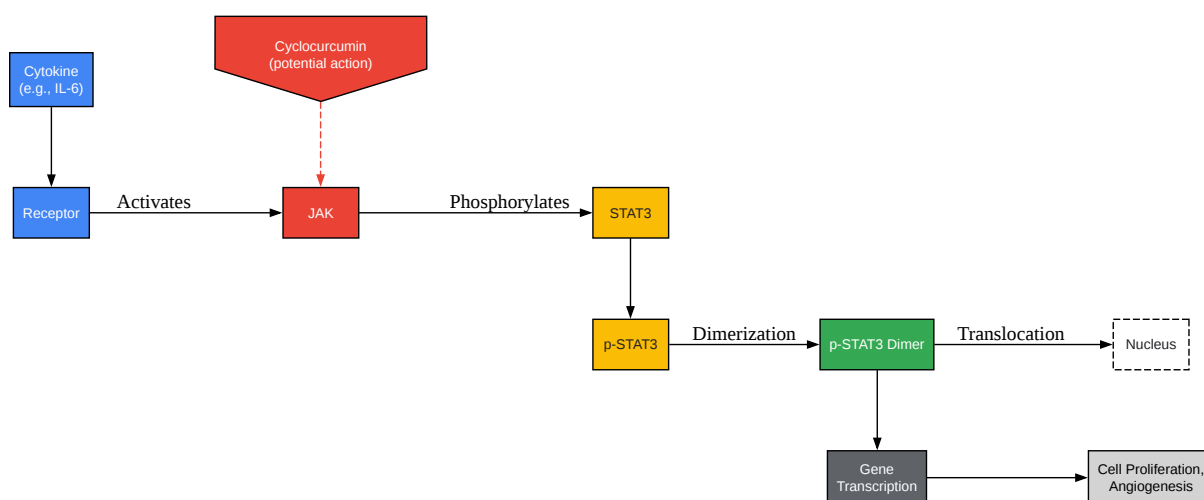 Cyclocurcumin
(potential action)
Cytokine
(e.g., IL-6)
Receptor
Activates
JAK
Phosphorylates
STAT3
p-STAT3
Dimerization
p-STAT3 Dimer
Translocation
Nucleus
Gene
Transcription
Cell Proliferation,
Angiogenesis